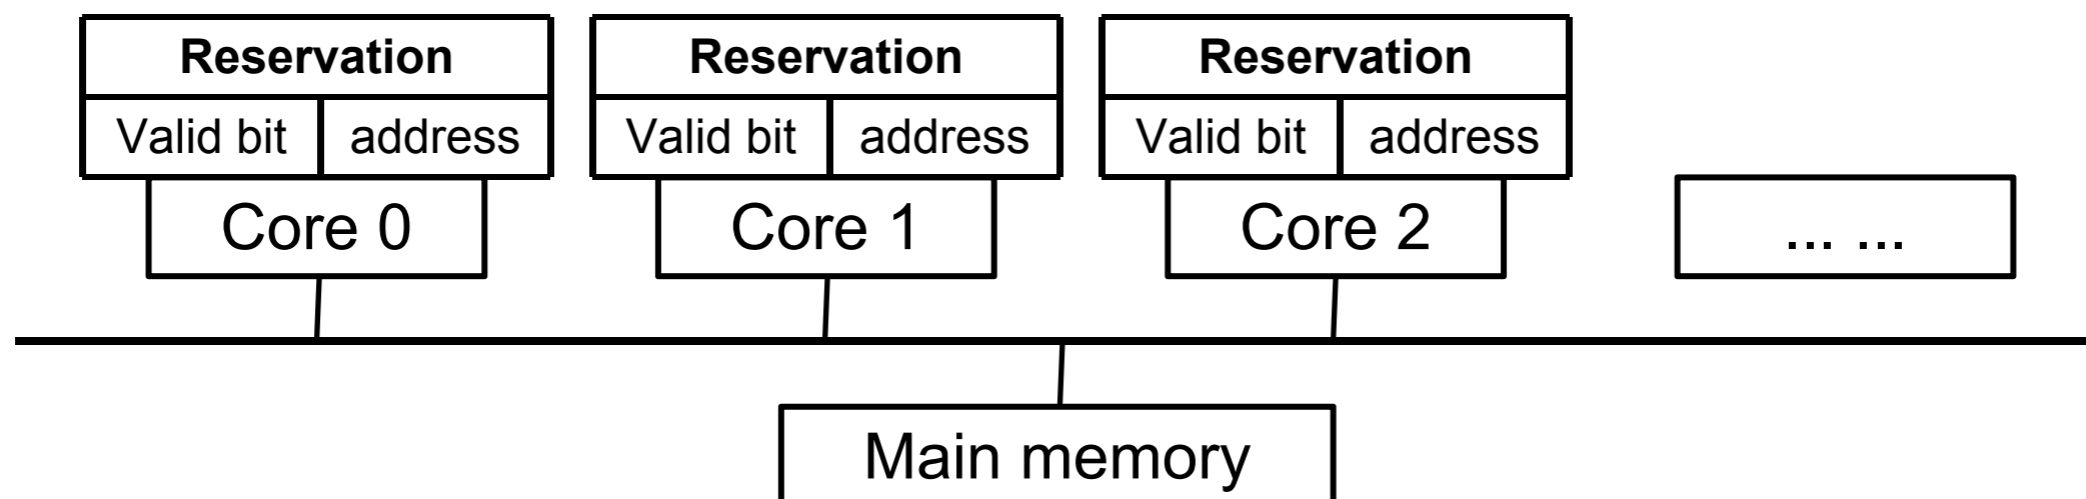 Reservation Reservation Reservation
Valid bit address Valid bit address Valid bit address
Core 0 Core 1 Core 2 ... ...
Main memory